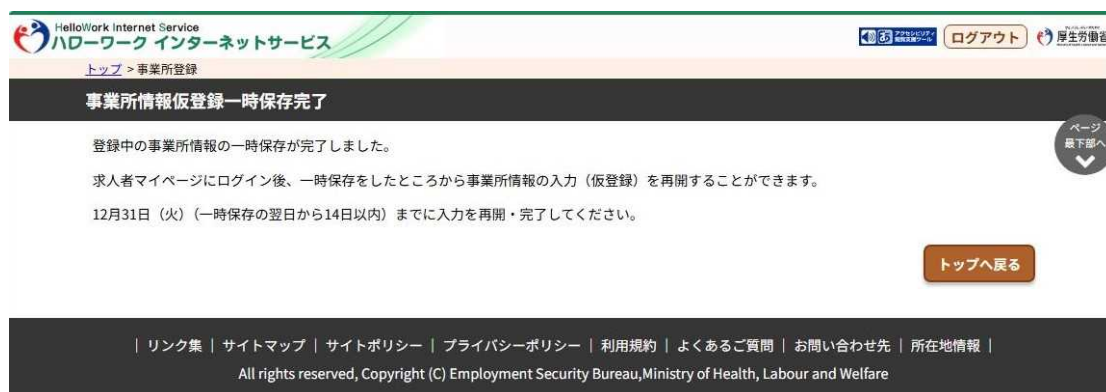 HelloWork Internet Service
ハローワーク インターネットサービス
ログアウト
厚生労働省
トップ > 事業所登録
事業所情報仮登録一時保存完了
登録中の事業所情報の一時保存が完了しました。
求人者マイページにログイン後、一時保存をしたところから事業所情報の入力（仮登録）を再開することができます。
12月31日（火）（一時保存の翌日から14日以内）までに入力を再開・完了してください。
ページ
最下部へ
トップへ戻る
| リンク集 | サイトマップ | サイトポリシー | プライバシーポリシー | 利用規約 | よくあるご質問 | お問い合わせ先 | 所在地情報 |
All rights reserved, Copyright (C) Employment Security Bureau,Ministry of Health, Labour and Welfare